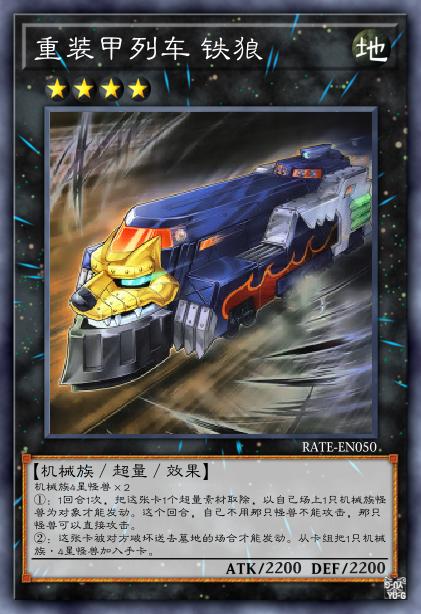 重装甲列车 铁狼
地
RATE-EN050
【机械族／超量／效果】
机械族4星怪兽×2
①：1回合1次，把这张卡1个超量素材取除，以自己场上1只机械族怪
兽为对象才能发动。这个回合，自己不用那只怪兽不能攻击，那只
怪兽可以直接攻击。
②：这张卡被对方破坏送去墓地的场合才能发动。从卡组把1只机械
族·4星怪兽加入手卡。
ATK/2200 DEF/2200